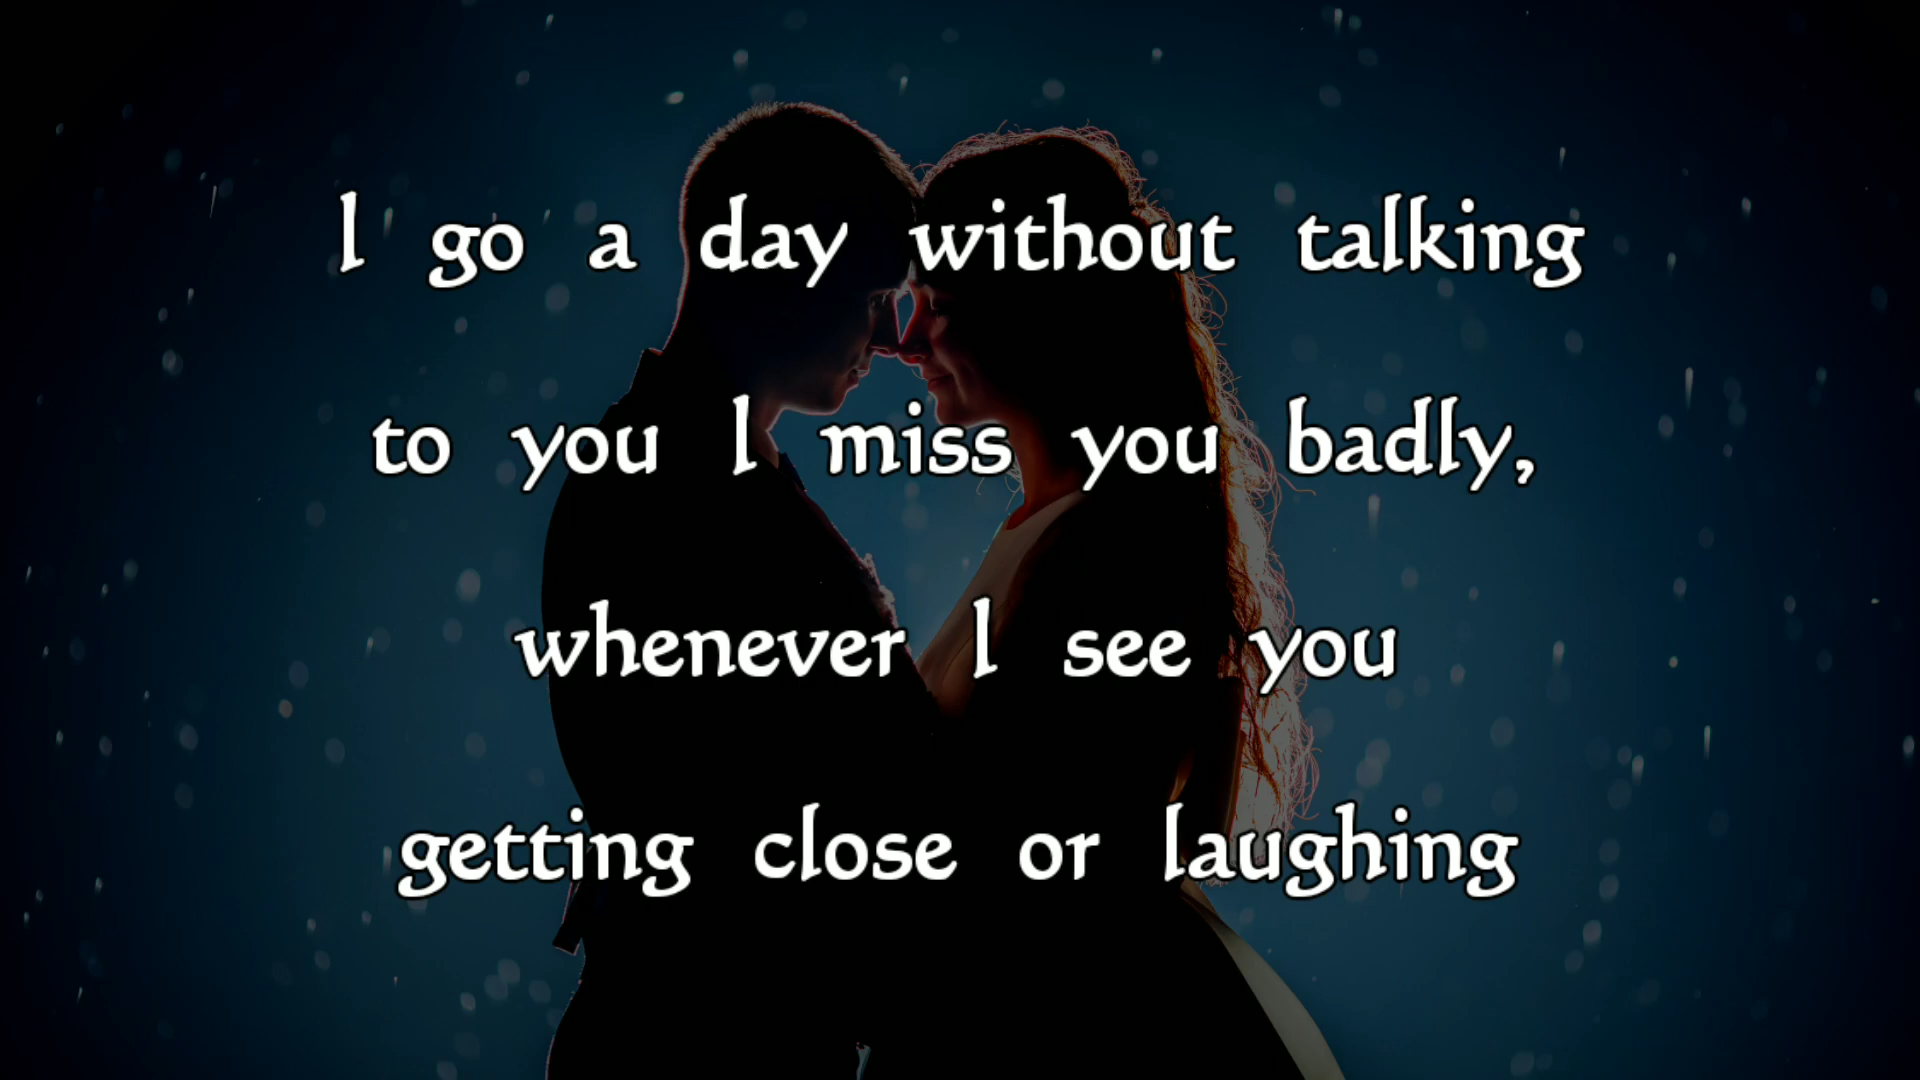 I go a day without talking
to you I miss you badly,
whenever I see you
getting close or laughing